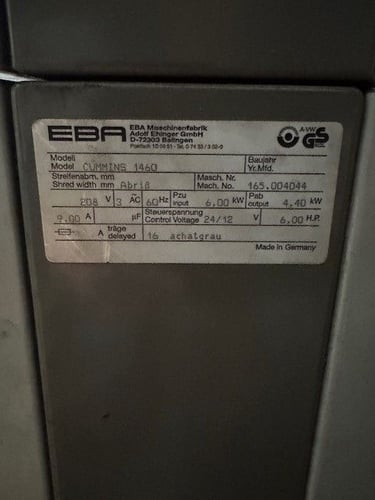 EBA
EBA Maschinenfabrik
Adolf Ehinger GmbH
D-72303 Balingen
GS
Modell
Model CUMMINS 1460
Baujahr
Yr. Mfd.
Streifenabm. mm
Shred width mm Abriß
Masch. Nr.
Mach. No. 165.004044
208 V 3 AC 60 Hz
Pzu
input 6,00 kW
Pab
output 4,40 kW
9.00 A µF
Steuerspannung
Control Voltage 24/12 V 6,00 H.P.
A träge
delayed 16 achatgrau
Made in Germany